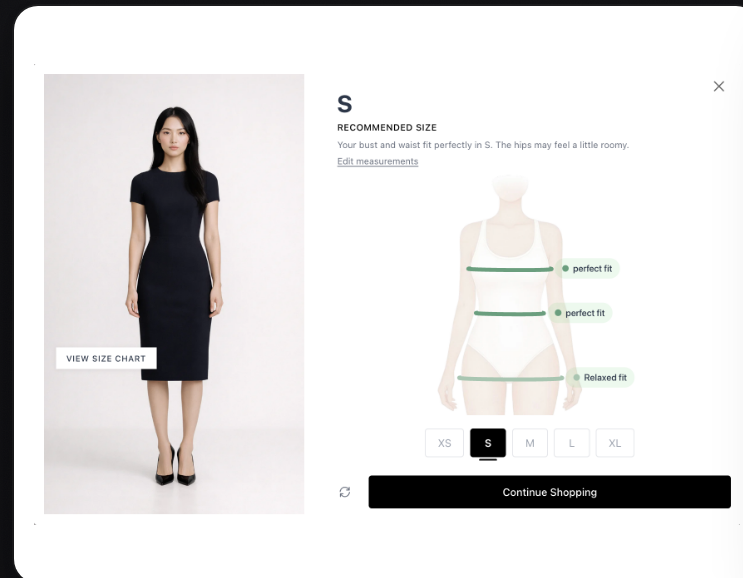 S
RECOMMENDED SIZE
Your bust and waist fit perfectly in S. The hips may feel a little roomy.
Edit measurements
perfect fit
perfect fit
Relaxed fit
VIEW SIZE CHART
XS
S
M
L
XL
Continue Shopping